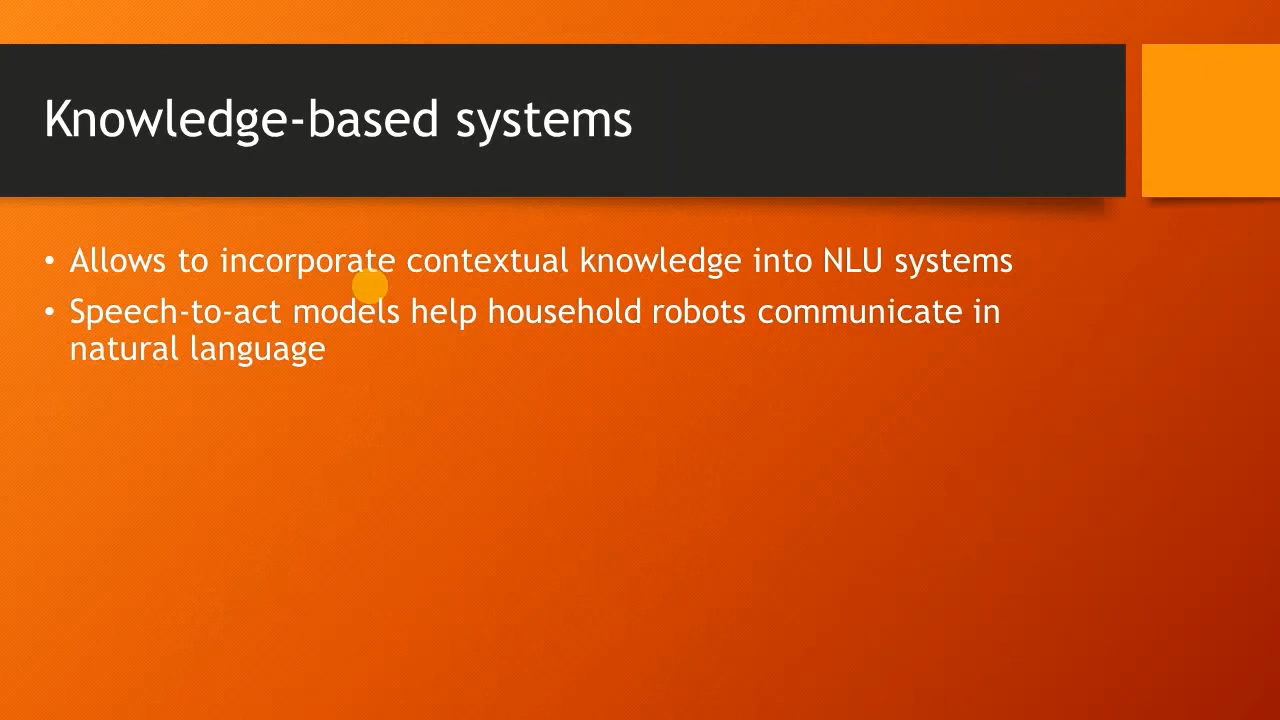 Knowledge-based systems
• Allows to incorporate contextual knowledge into NLU systems
• Speech-to-act models help household robots communicate in
natural language